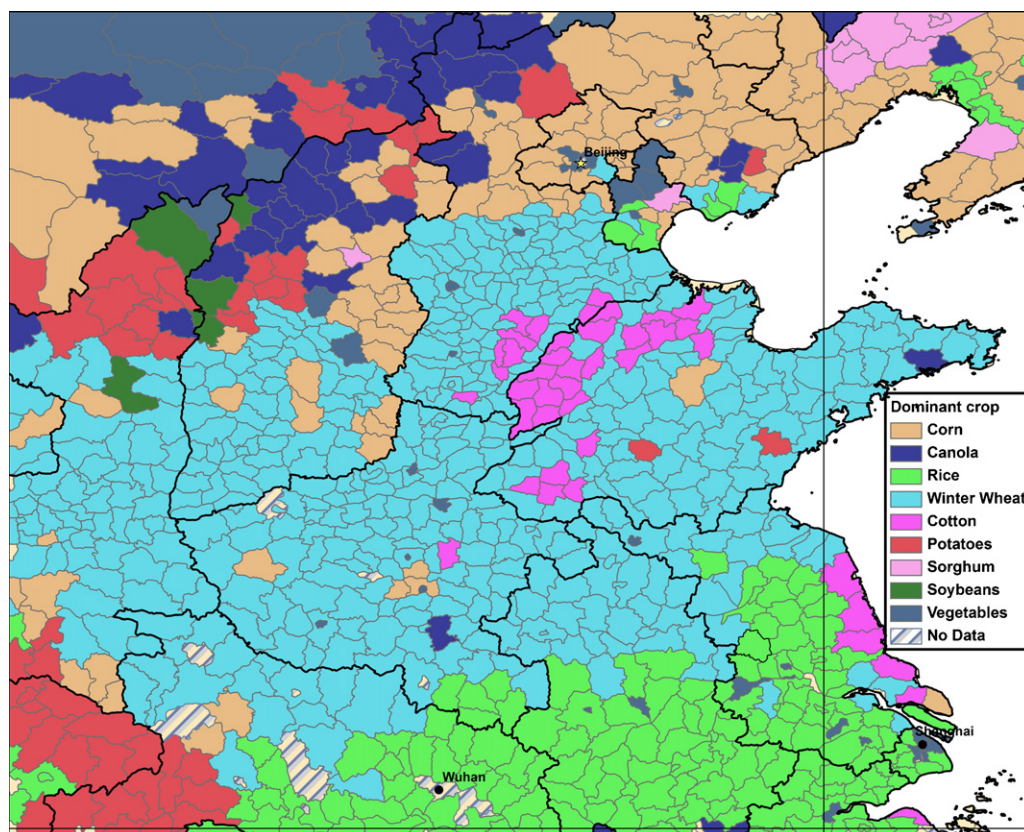 Beijing
Dominant crop
Corn
Canola
Rice
Winter Wheat
Cotton
Potatoes
Sorghum
Soybeans
Vegetables
No Data
Shanghai
Wuhan